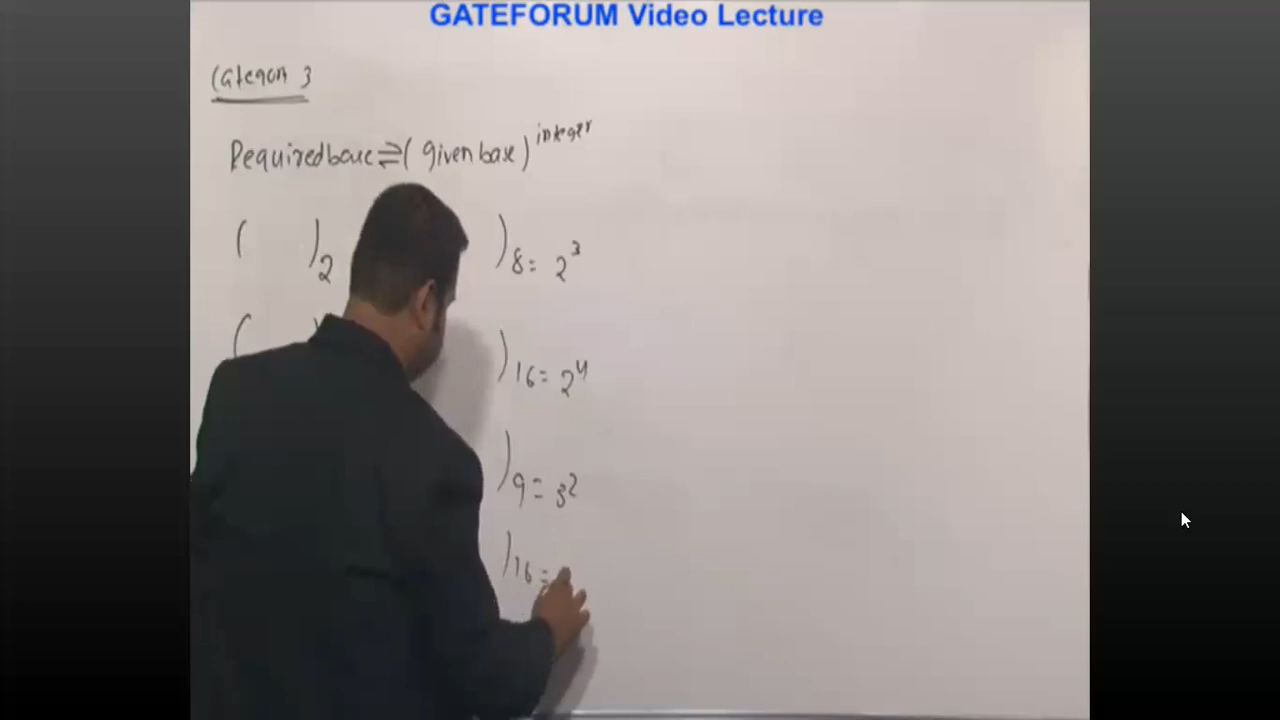 GATEFORUM Video Lecture
Category 3
Required base ⇌ ( given base )^integer
(      )2      )8 = 2^3
(      )      )16 = 2^4
)9 = 3^2
)16 =